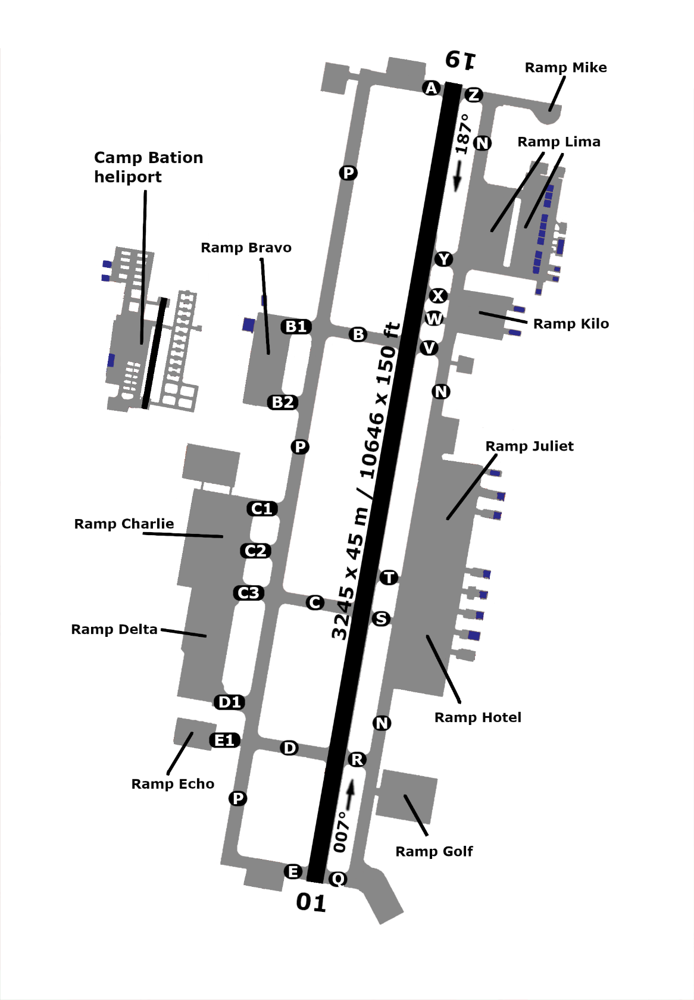 19
Ramp Mike
A
Z
187°
N
Ramp Lima
Camp Bation
heliport
P
Ramp Bravo
Y
X
W
Ramp Kilo
B1
B
V
3245 x 45 m / 10646 x 150 ft
N
B2
P
Ramp Juliet
C1
Ramp Charlie
C2
T
C3
C
S
Ramp Delta
D1
Ramp Hotel
N
E1
D
R
Ramp Echo
P
007°
Ramp Golf
E
Q
01